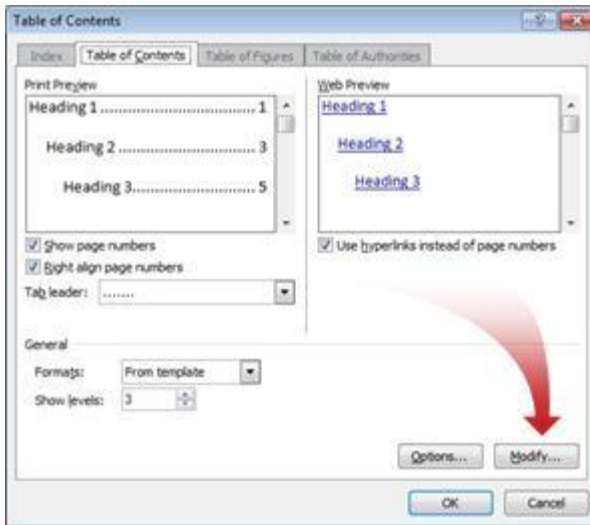 Table of Contents
Index Table of Contents Table of Figures Table of Authorities
Print Preview
Heading 1 .................................... 1
Heading 2 ................................ 3
Heading 3............................. 5
Web Preview
Heading 1
Heading 2
Heading 3
Show page numbers
Right align page numbers
Tab leader: .......
Use hyperlinks instead of page numbers
General
Formats: From template
Show levels: 3
Options... Modify...
OK Cancel